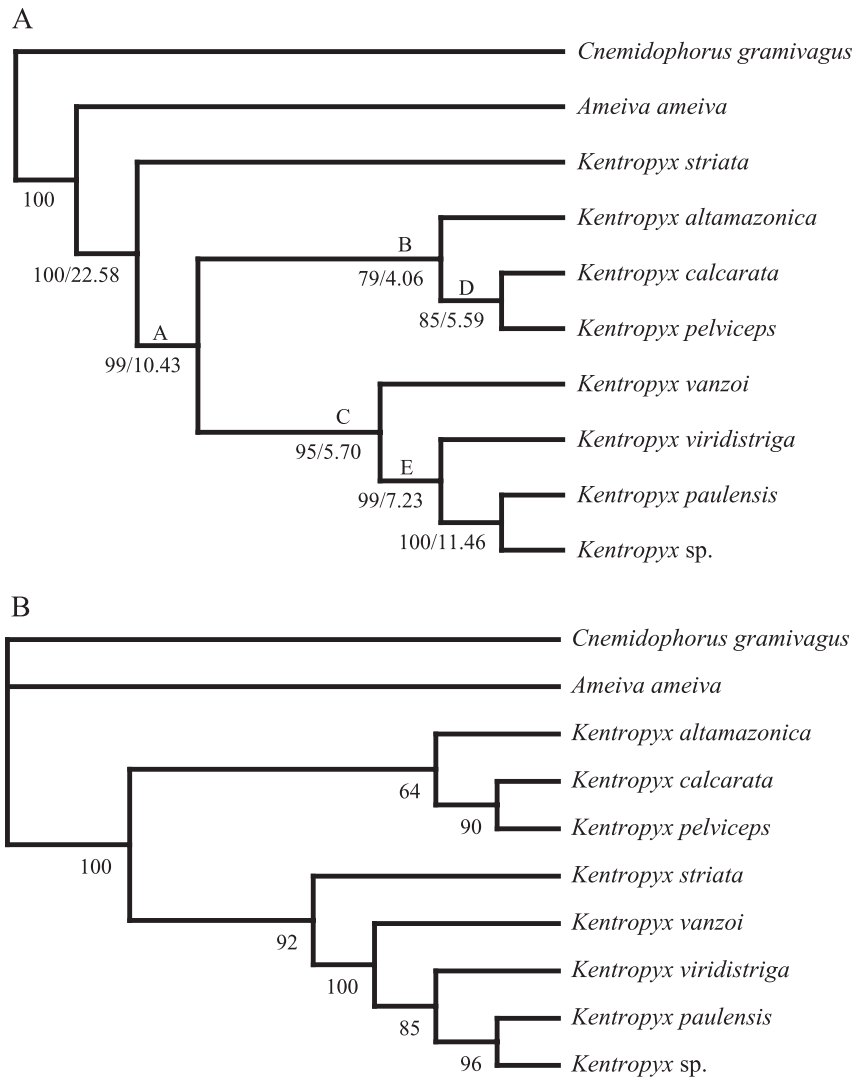 A
Cnemidophorus gramivagus
Ameiva ameiva
100
Kentropyx striata
100/22.58
Kentropyx altamazonica
B
79/4.06
Kentropyx calcarata
D
85/5.59
Kentropyx pelviceps
A
99/10.43
Kentropyx vanzoi
C
95/5.70
Kentropyx viridistriga
E
99/7.23
Kentropyx paulensis
100/11.46
Kentropyx sp.
B
Cnemidophorus gramivagus
Ameiva ameiva
Kentropyx altamazonica
64
Kentropyx calcarata
90
Kentropyx pelviceps
100
Kentropyx striata
92
Kentropyx vanzoi
100
Kentropyx viridistriga
85
Kentropyx paulensis
96
Kentropyx sp.